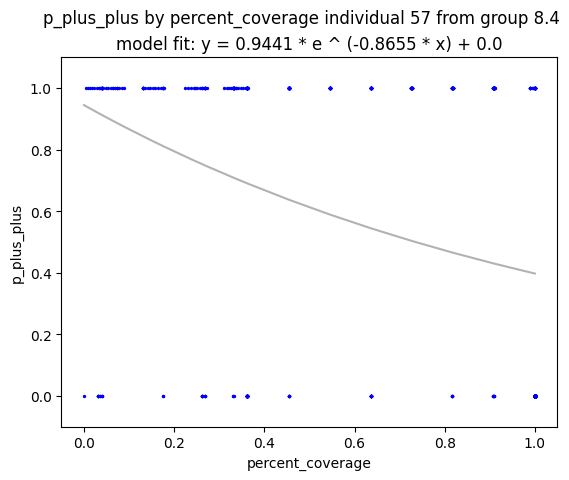 p_plus_plus by percent_coverage individual 57 from group 8.4
model fit: y = 0.9441 * e ^ (-0.8655 * x) + 0.0
1.0
0.8
0.6
0.4
0.2
0.0
p_plus_plus
0.0 0.2 0.4 0.6 0.8 1.0
percent_coverage